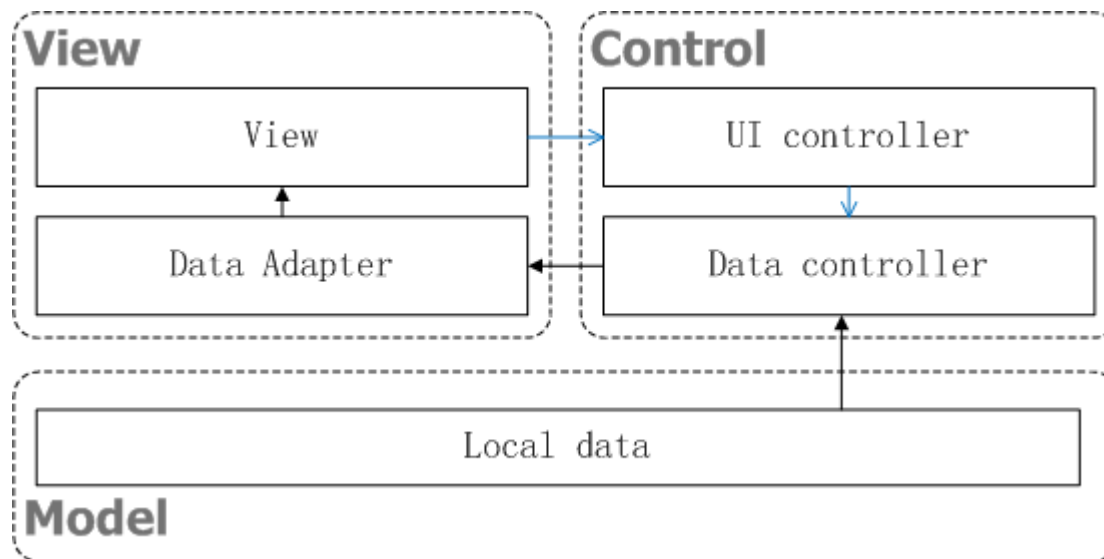 View
Control
View
UI controller
Data Adapter
Data controller
Local data
Model